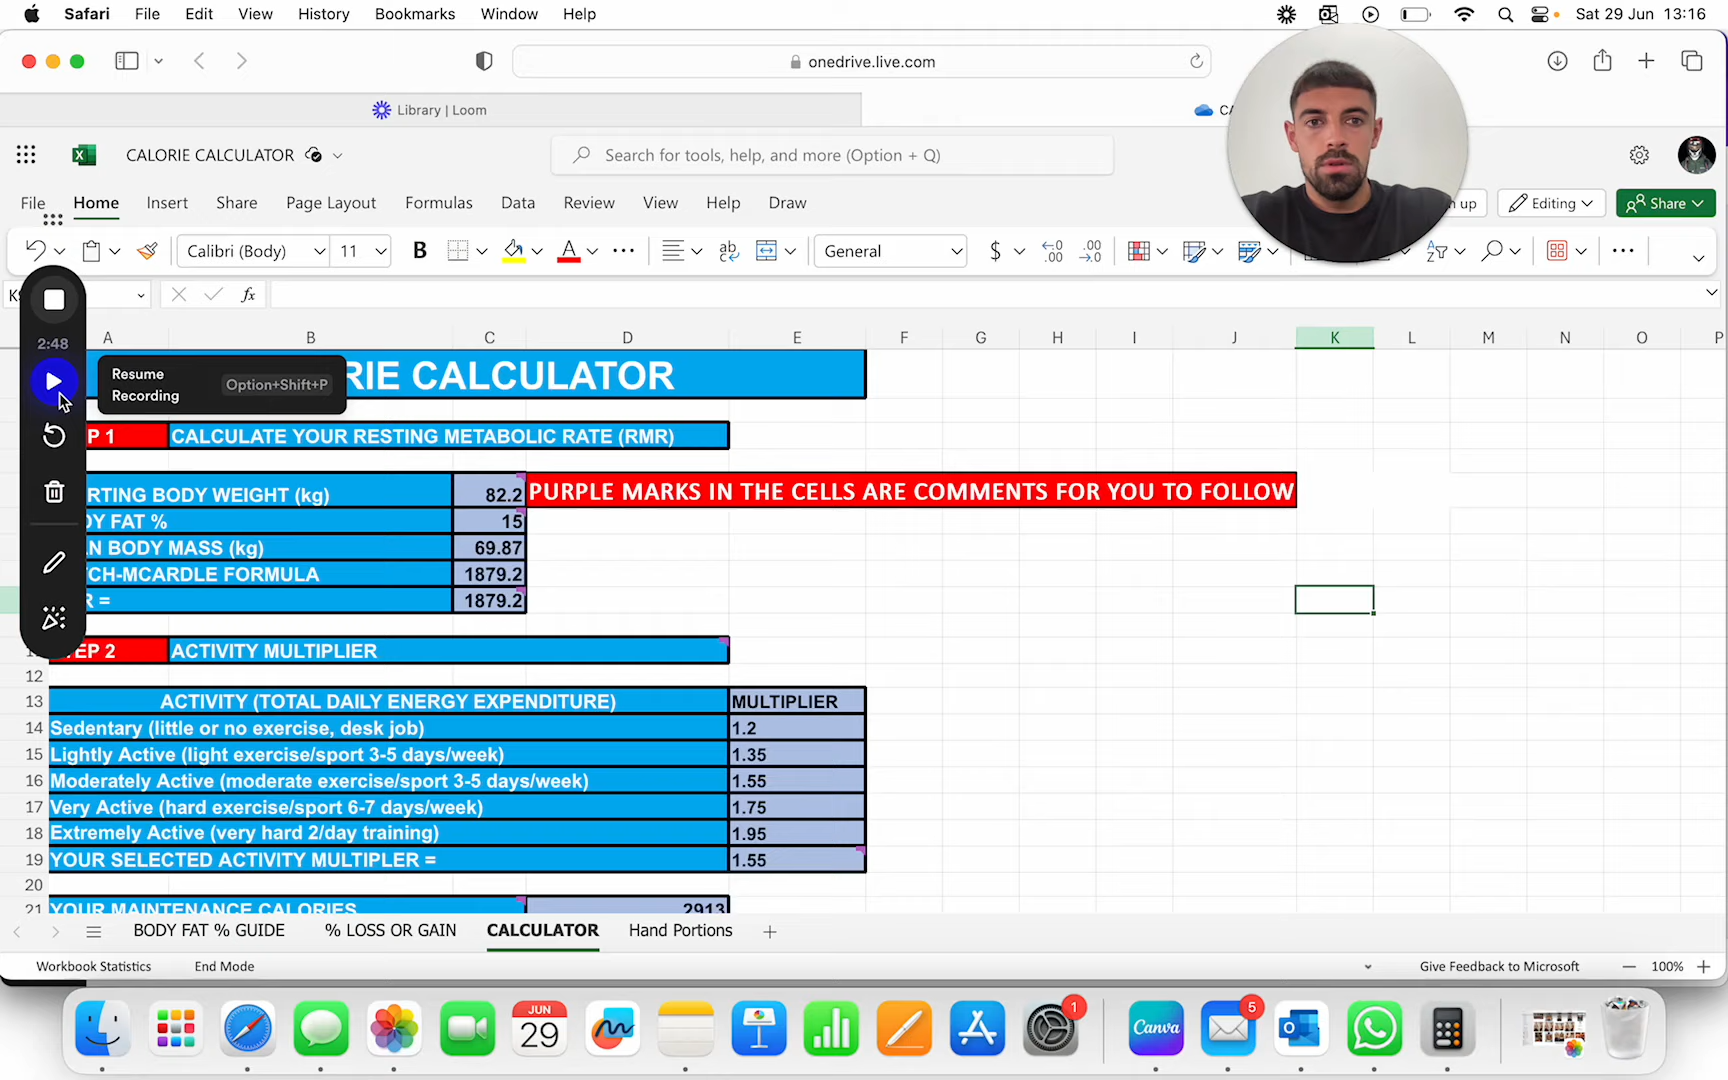 Safari File Edit View History Bookmarks Window Help Sat 29 Jun 13:16
onedrive.live.com
Library | Loom
CALORIE CALCULATOR Search for tools, help, and more (Option + Q)
File Home Insert Share Page Layout Formulas Data Review View Help Draw Editing Share
Calibri (Body) 11 B A ab General $ .00 .00
fx
2:48
A B C D E F G H I J K L M N O P
Resume
Recording
Option+Shift+P
RIE CALCULATOR
P 1 CALCULATE YOUR RESTING METABOLIC RATE (RMR)
RTING BODY WEIGHT (kg) 82.2 PURPLE MARKS IN THE CELLS ARE COMMENTS FOR YOU TO FOLLOW
DY FAT % 15
N BODY MASS (kg) 69.87
CH-MCARDLE FORMULA 1879.2
R = 1879.2
EP 2 ACTIVITY MULTIPLIER
12
13 ACTIVITY (TOTAL DAILY ENERGY EXPENDITURE) MULTIPLIER
14 Sedentary (little or no exercise, desk job) 1.2
15 Lightly Active (light exercise/sport 3-5 days/week) 1.35
16 Moderately Active (moderate exercise/sport 3-5 days/week) 1.55
17 Very Active (hard exercise/sport 6-7 days/week) 1.75
18 Extremely Active (very hard 2/day training) 1.95
19 YOUR SELECTED ACTIVITY MULTIPLER = 1.55
20
21 YOUR MAINTENANCE CALORIES 2913
BODY FAT % GUIDE % LOSS OR GAIN CALCULATOR Hand Portions
Workbook Statistics End Mode Give Feedback to Microsoft 100%
JUN
29
1
Canva
5